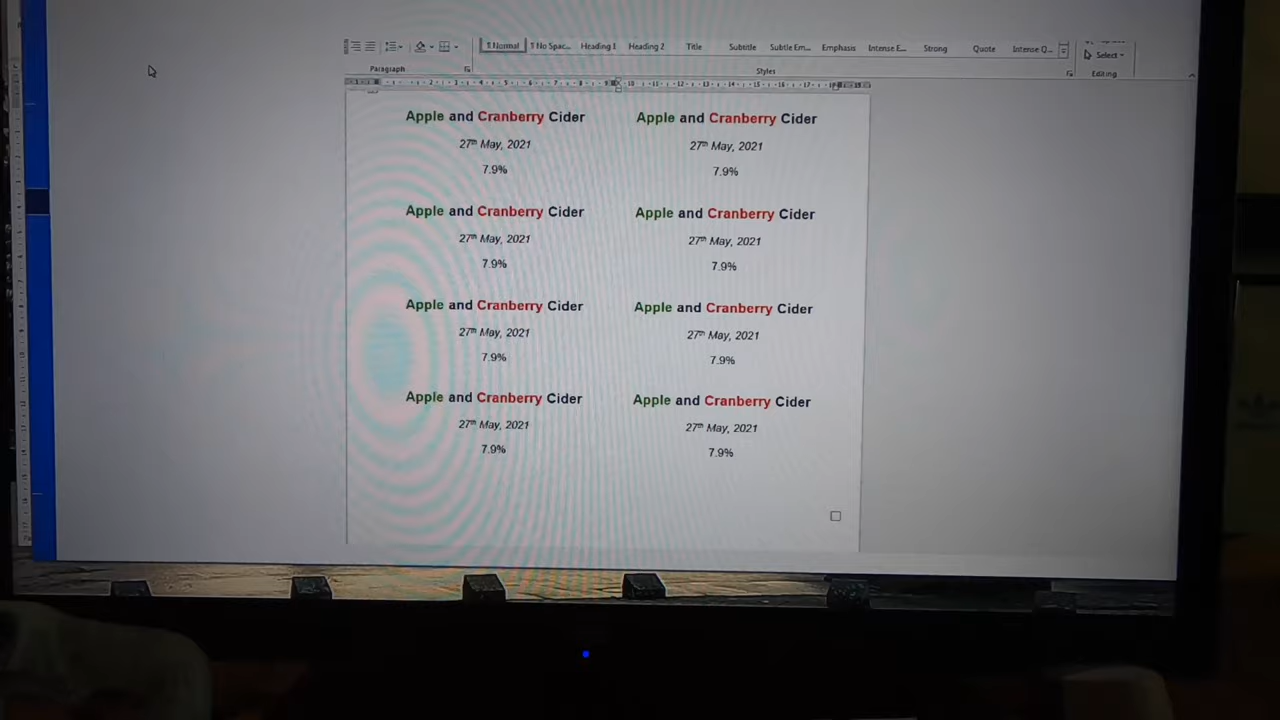 ¶ Normal ¶ No Spac... Heading 1 Heading 2 Title Subtitle Subtle Em... Emphasis Intense E... Strong Quote Intense Q...
Select
Paragraph Styles Editing
Apple and Cranberry Cider Apple and Cranberry Cider
27th May, 2021 27th May, 2021
7.9% 7.9%
Apple and Cranberry Cider Apple and Cranberry Cider
27th May, 2021 27th May, 2021
7.9% 7.9%
Apple and Cranberry Cider Apple and Cranberry Cider
27th May, 2021 27th May, 2021
7.9% 7.9%
Apple and Cranberry Cider Apple and Cranberry Cider
27th May, 2021 27th May, 2021
7.9% 7.9%